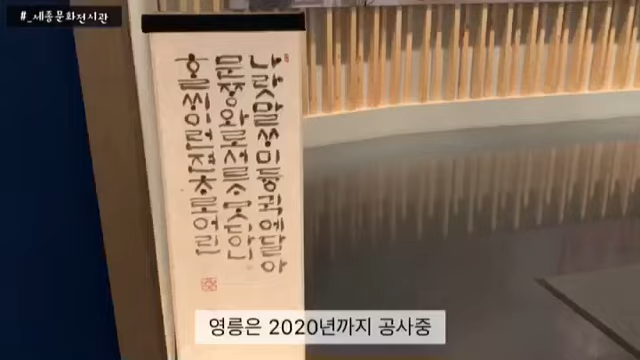 #_세종문화전시관
나랏말ᄊᆞ미듕귁에달아
문ᄍᆞᆼ와로서르ᄉᆞᄆᆞᆺ디아니
ᄒᆞᆯᄊᆡ이런젼ᄎᆞ로어린
영릉은 2020년까지 공사중